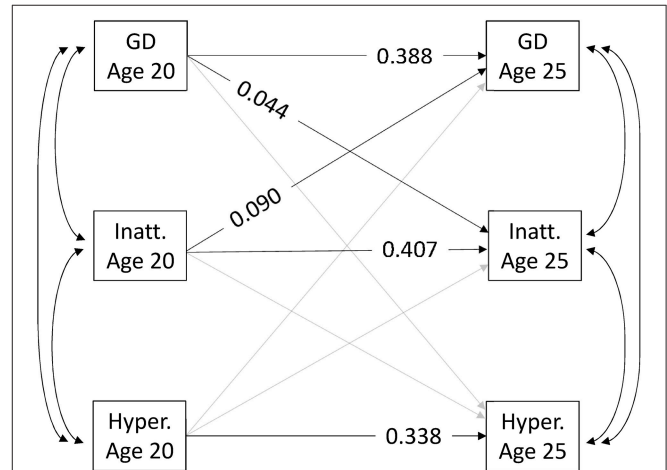 GD
Age 20
GD
Age 25
0.388
0.044
0.090
Inatt.
Age 20
Inatt.
Age 25
0.407
Hyper.
Age 20
Hyper.
Age 25
0.338